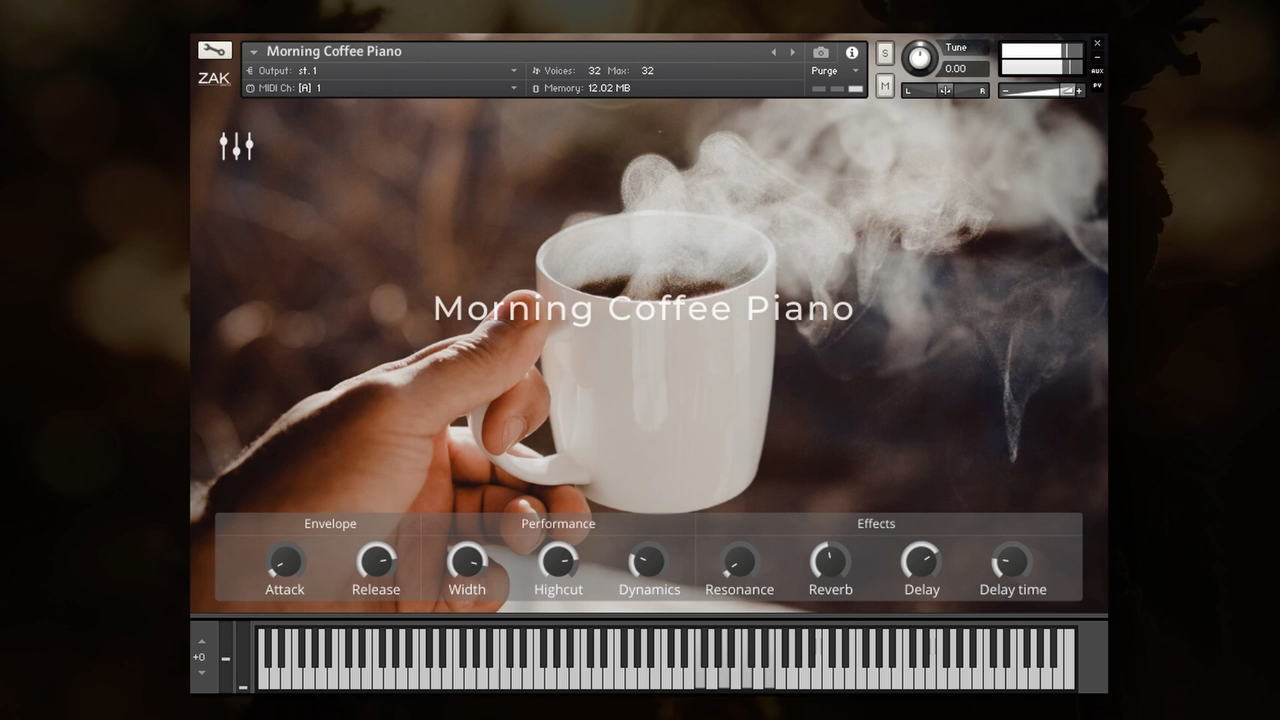 Morning Coffee Piano
ZAK
Output: st.1
Voices: 32 Max: 32
Purge
MIDI Ch: [A] 1
Memory: 12.02 MB
S
M
Tune
0.00
L R
- +
×
-
AUX
PV
Morning Coffee Piano
Envelope Performance Effects
Attack Release Width Highcut Dynamics Resonance Reverb Delay Delay time
+0